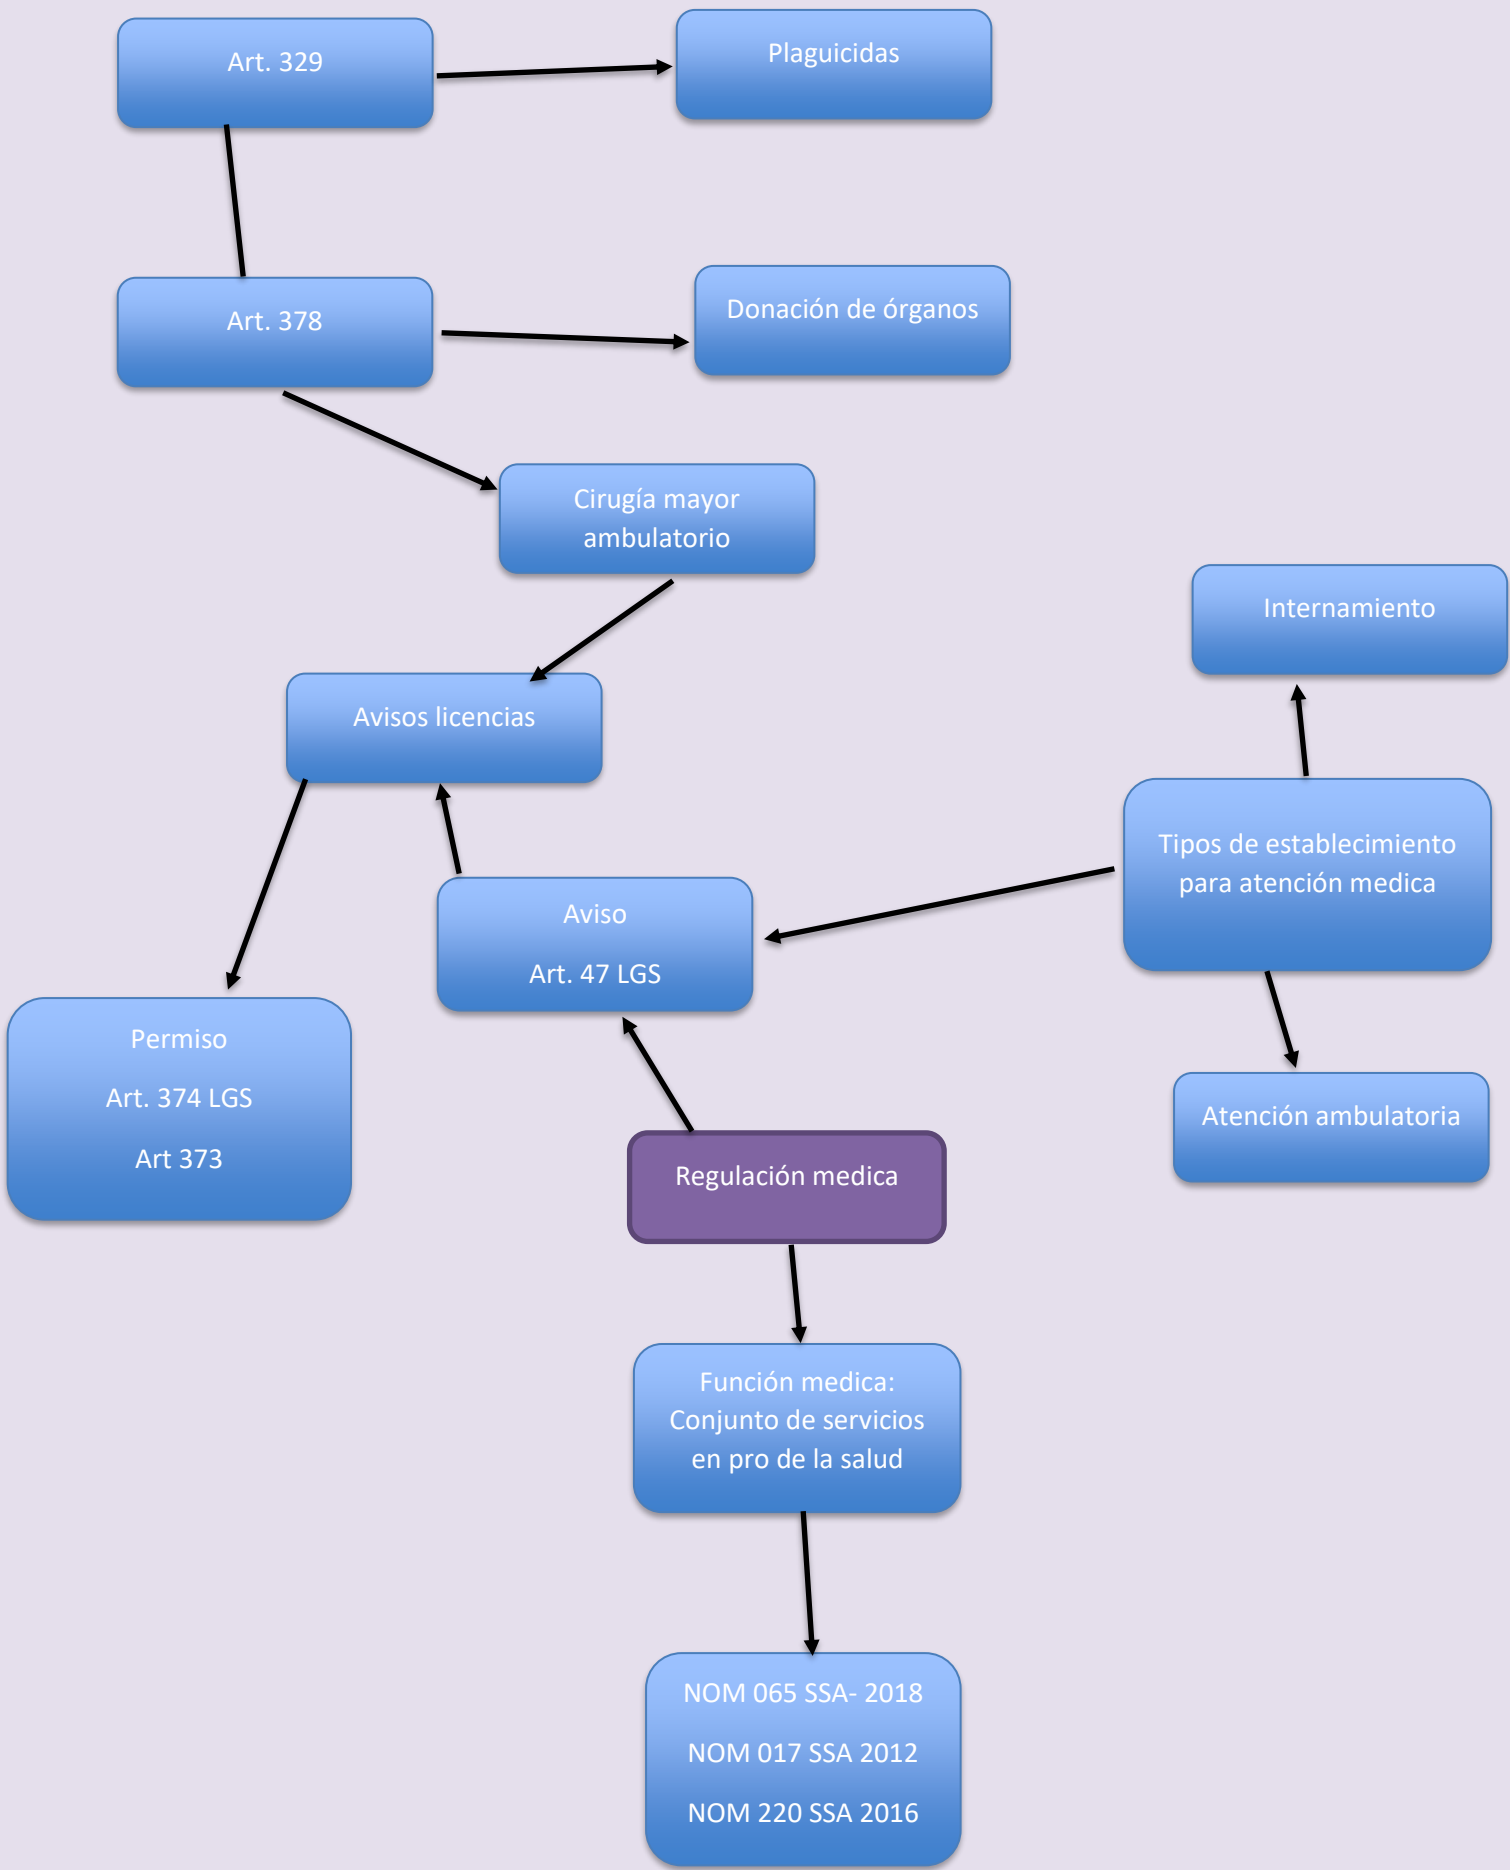 Art. 329
Plaguicidas
Art. 378
Donación de órganos
Cirugía mayor
ambulatorio
Internamiento
Avisos licencias
Tipos de establecimiento
para atención medica
Aviso
Art. 47 LGS
Permiso
Art. 374 LGS
Art 373
Atención ambulatoria
Regulación medica
Función medica:
Conjunto de servicios
en pro de la salud
NOM 065 SSA- 2018
NOM 017 SSA 2012
NOM 220 SSA 2016